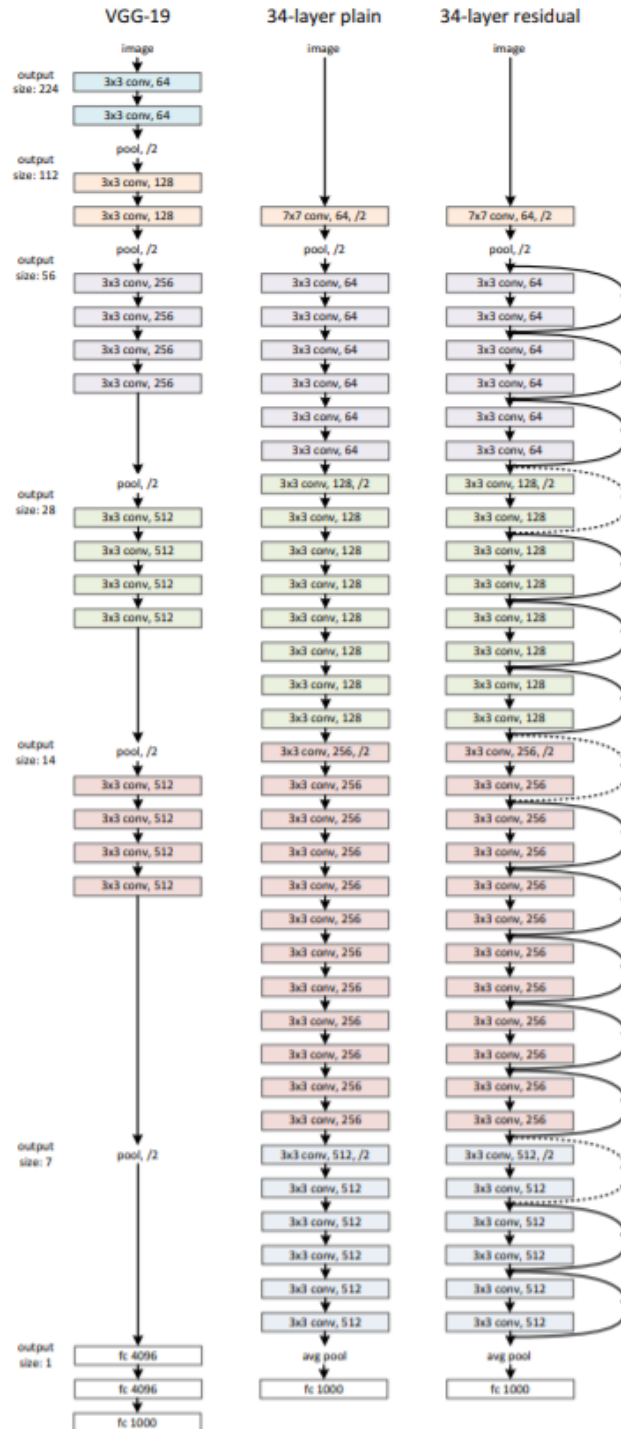 VGG-19
image
output
size: 224
3x3 conv, 64
3x3 conv, 64
pool, /2
output
size: 112
3x3 conv, 128
3x3 conv, 128
pool, /2
output
size: 56
3x3 conv, 256
3x3 conv, 256
3x3 conv, 256
3x3 conv, 256
pool, /2
output
size: 28
3x3 conv, 512
3x3 conv, 512
3x3 conv, 512
3x3 conv, 512
output
size: 14
pool, /2
3x3 conv, 512
3x3 conv, 512
3x3 conv, 512
3x3 conv, 512
output
size: 7
pool, /2
output
size: 1
fc 4096
fc 4096
fc 1000
34-layer plain
image
7x7 conv, 64, /2
pool, /2
3x3 conv, 64
3x3 conv, 64
3x3 conv, 64
3x3 conv, 64
3x3 conv, 64
3x3 conv, 64
3x3 conv, 128, /2
3x3 conv, 128
3x3 conv, 128
3x3 conv, 128
3x3 conv, 128
3x3 conv, 128
3x3 conv, 128
3x3 conv, 128
3x3 conv, 256, /2
3x3 conv, 256
3x3 conv, 256
3x3 conv, 256
3x3 conv, 256
3x3 conv, 256
3x3 conv, 256
3x3 conv, 256
3x3 conv, 256
3x3 conv, 256
3x3 conv, 256
3x3 conv, 256
3x3 conv, 512, /2
3x3 conv, 512
3x3 conv, 512
3x3 conv, 512
3x3 conv, 512
3x3 conv, 512
avg pool
fc 1000
34-layer residual
image
7x7 conv, 64, /2
pool, /2
3x3 conv, 64
3x3 conv, 64
3x3 conv, 64
3x3 conv, 64
3x3 conv, 64
3x3 conv, 64
3x3 conv, 128, /2
3x3 conv, 128
3x3 conv, 128
3x3 conv, 128
3x3 conv, 128
3x3 conv, 128
3x3 conv, 128
3x3 conv, 128
3x3 conv, 256, /2
3x3 conv, 256
3x3 conv, 256
3x3 conv, 256
3x3 conv, 256
3x3 conv, 256
3x3 conv, 256
3x3 conv, 256
3x3 conv, 256
3x3 conv, 256
3x3 conv, 256
3x3 conv, 256
3x3 conv, 512, /2
3x3 conv, 512
3x3 conv, 512
3x3 conv, 512
3x3 conv, 512
3x3 conv, 512
avg pool
fc 1000